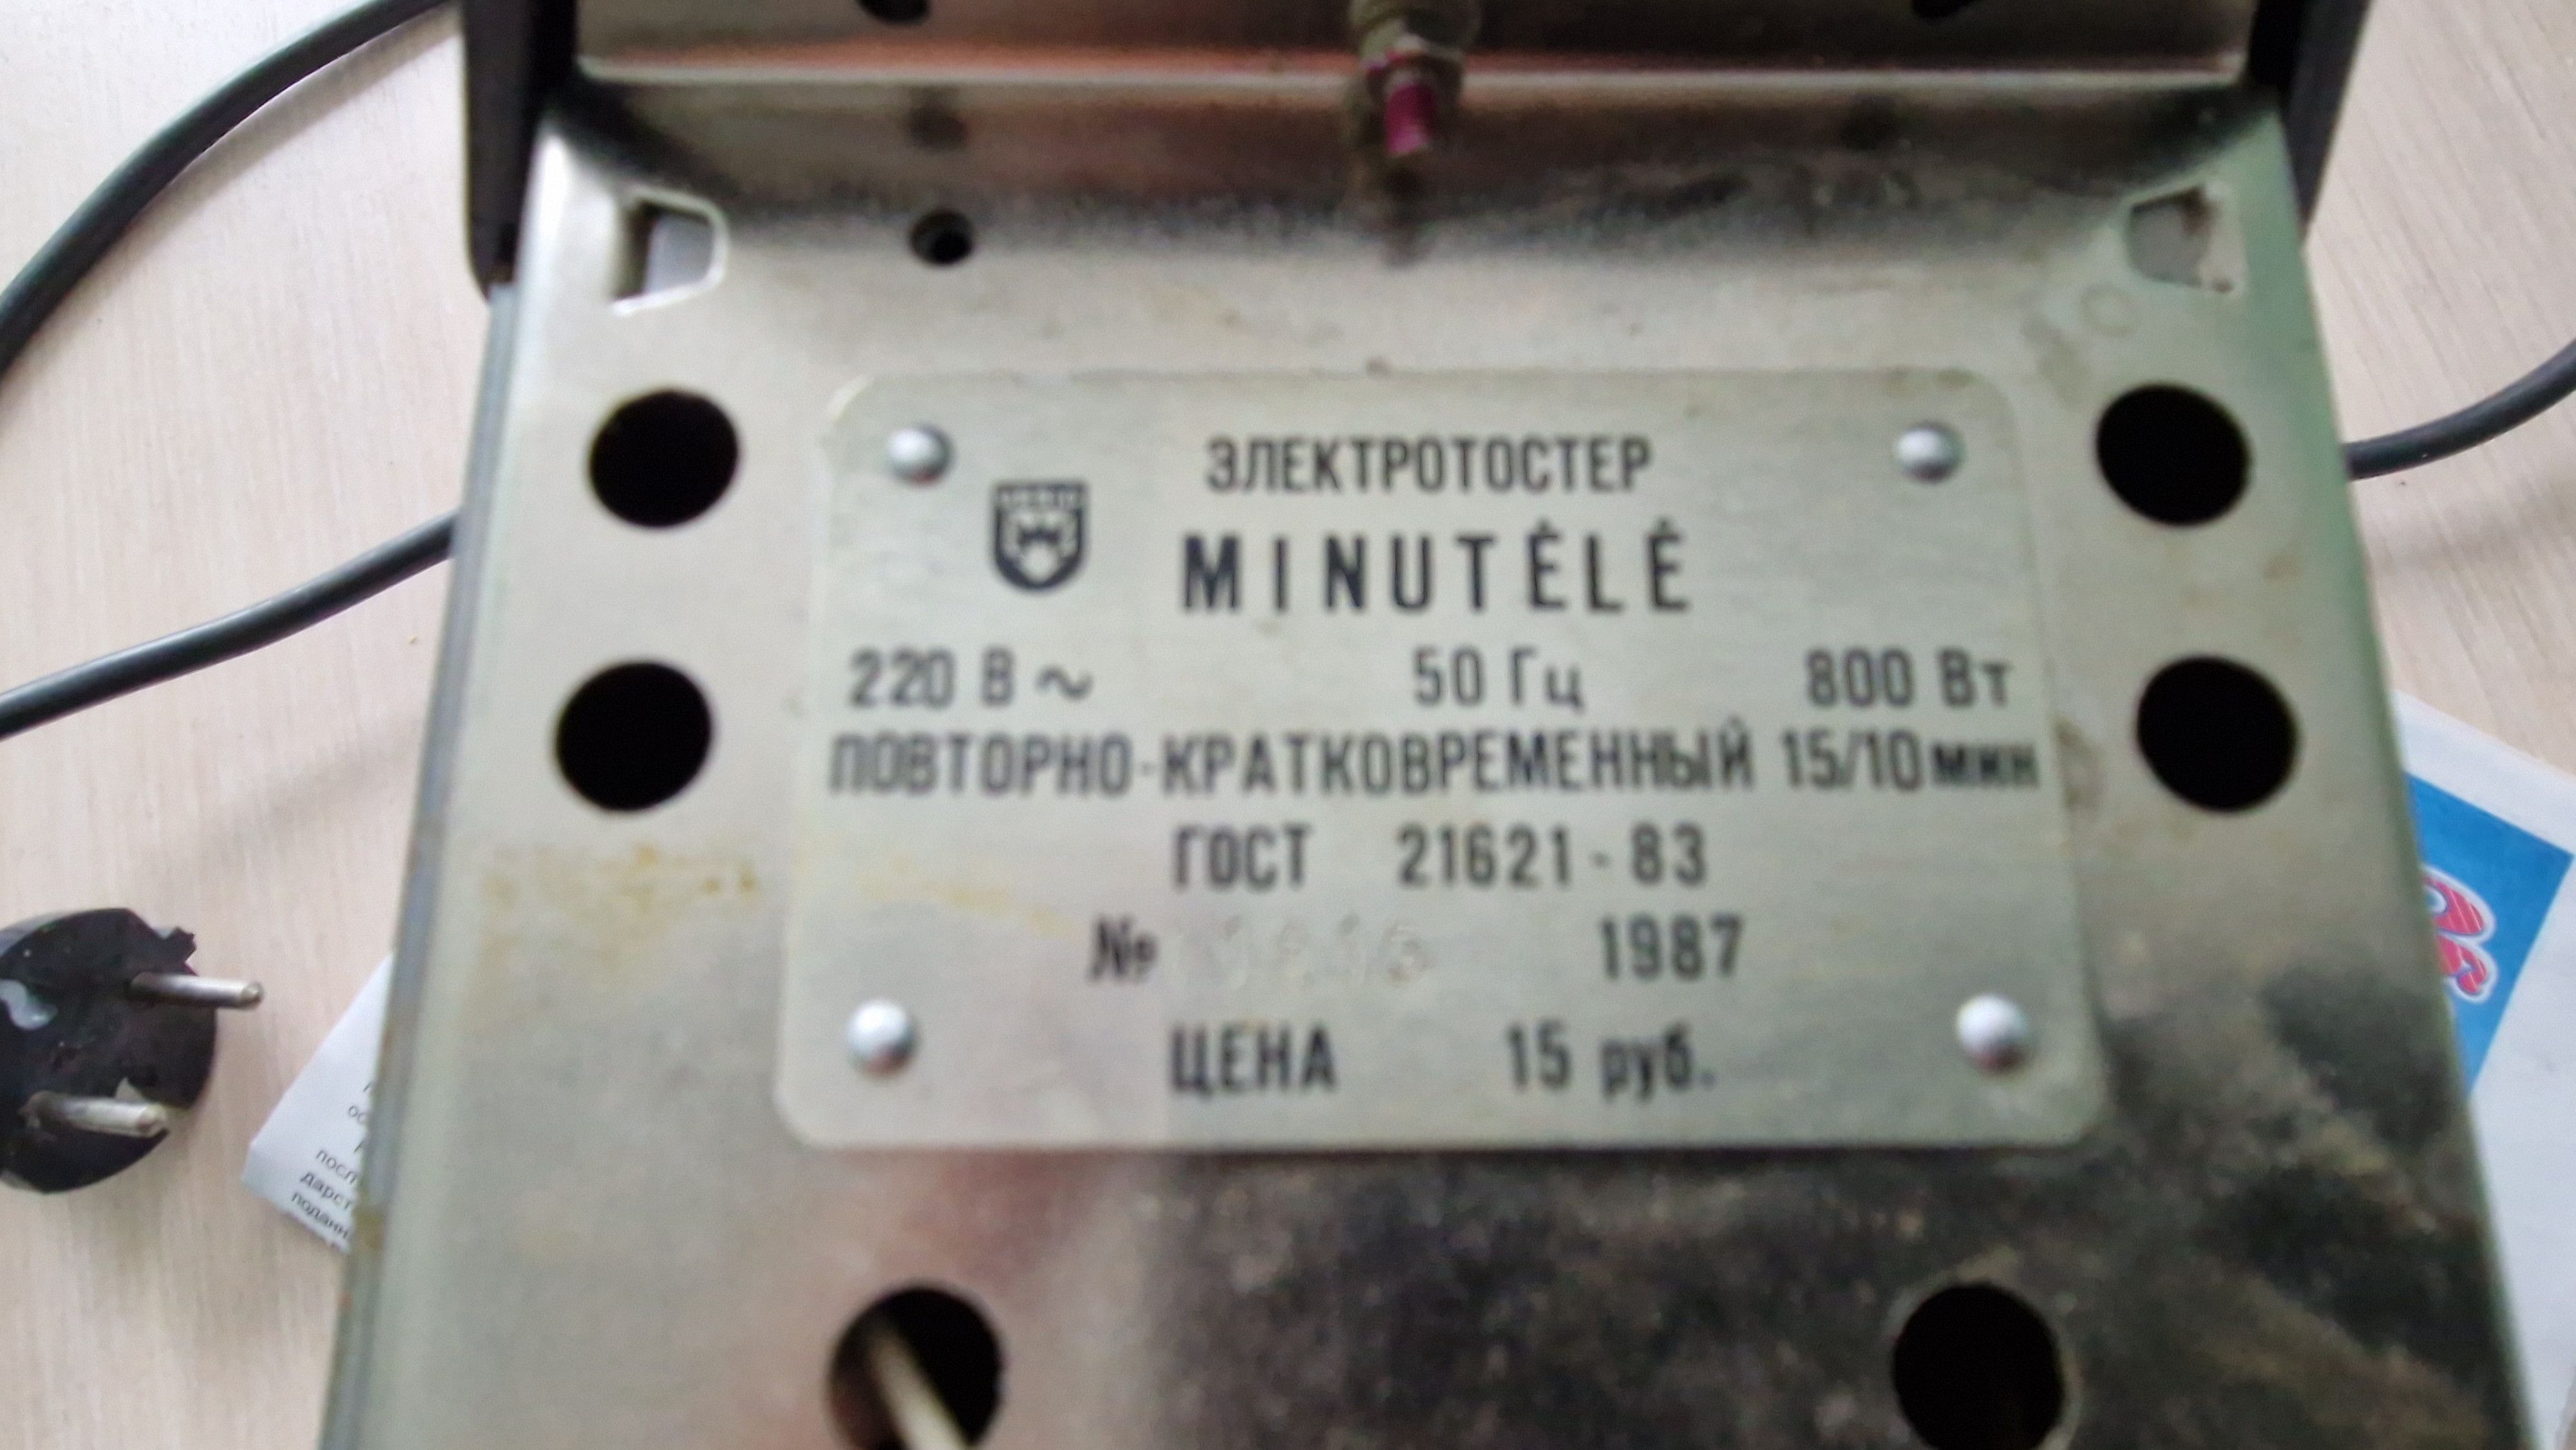 ЭЛЕКТРОТОСТЕР
MINUTĖLĖ
220 В ~ 50 Гц 800 Вт
ПОВТОРНО-КРАТКОВРЕМЕННЫЙ 15/10 мин
ГОСТ 21621-83
№ 1987
ЦЕНА 15 руб.